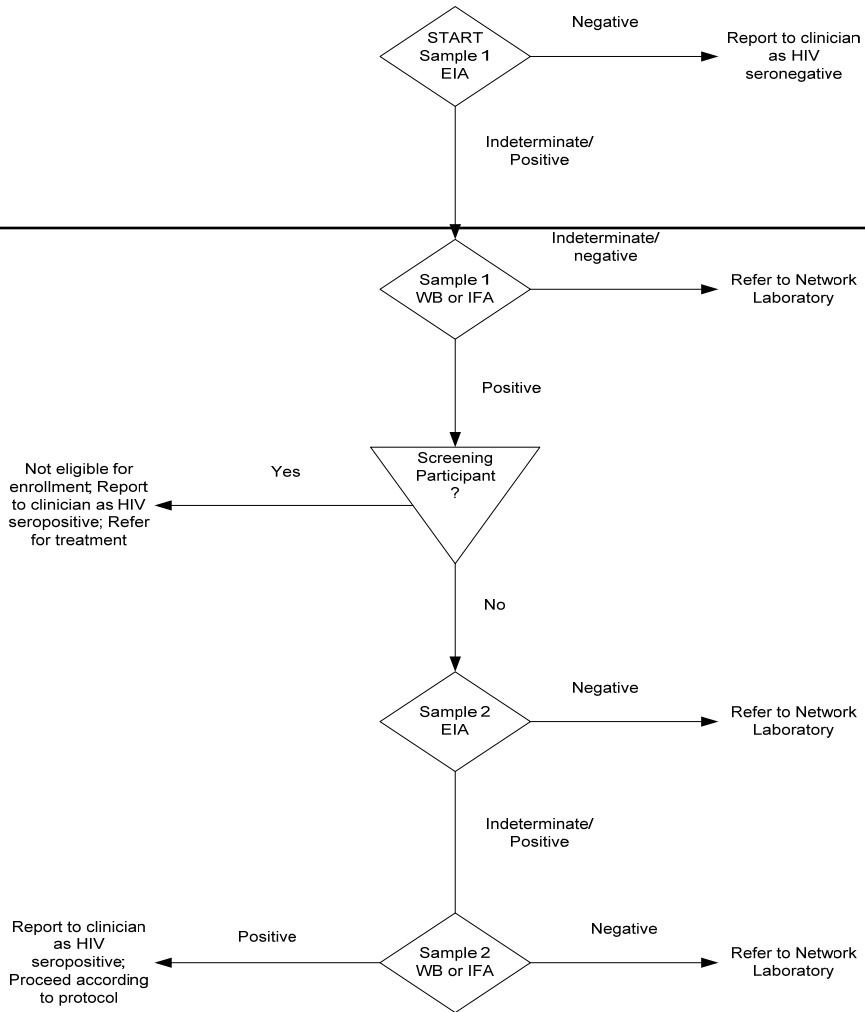 START
Sample 1
EIA
Negative
Report to clinician
as HIV
seronegative
Indeterminate/
Positive
Sample 1
WB or IFA
Indeterminate/
negative
Refer to Network
Laboratory
Positive
Screening
Participant
?
Yes
Not eligible for
enrollment; Report
to clinician as HIV
seropositive; Refer
for treatment
No
Sample 2
EIA
Negative
Refer to Network
Laboratory
Indeterminate/
Positive
Sample 2
WB or IFA
Positive
Report to clinician
as HIV
seropositive;
Proceed according
to protocol
Negative
Refer to Network
Laboratory